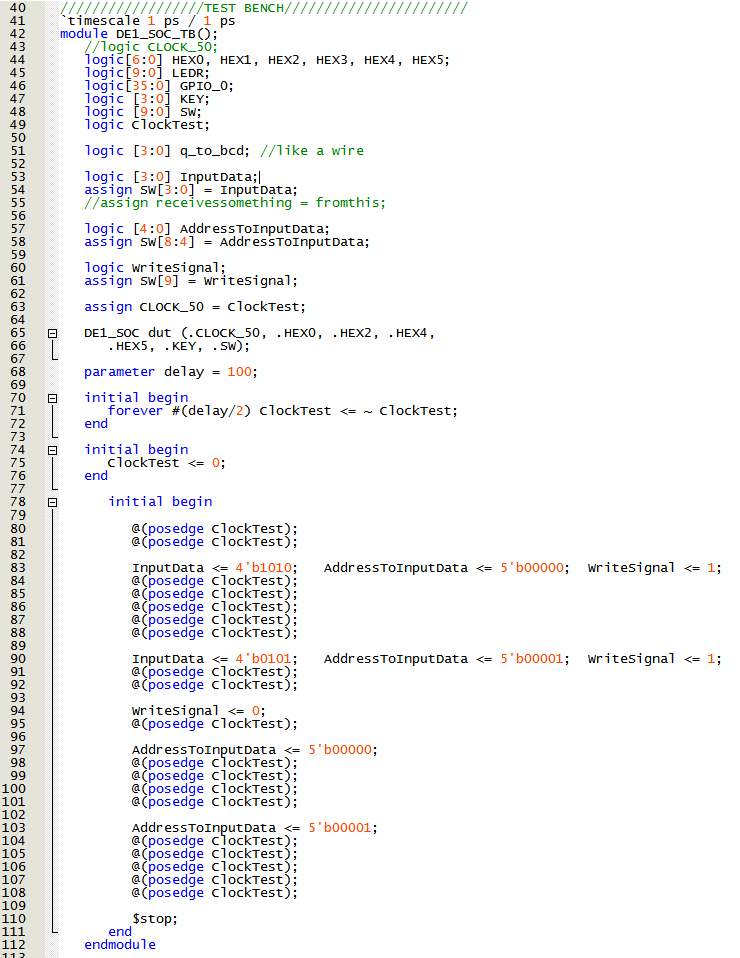 40 //////////////////TEST BENCH///////////////////////
41 `timescale 1 ps / 1 ps
42 module DE1_SOC_TB();
43 //logic CLOCK_50;
44 logic[6:0] HEX0, HEX1, HEX2, HEX3, HEX4, HEX5;
45 logic[9:0] LEDR;
46 logic[35:0] GPIO_0;
47 logic [3:0] KEY;
48 logic [9:0] SW;
49 logic ClockTest;
50
51 logic [3:0] q_to_bcd; //like a wire
52
53 logic [3:0] InputData;
54 assign SW[3:0] = InputData;
55 //assign receivessomething = fromthis;
56
57 logic [4:0] AddressToInputData;
58 assign SW[8:4] = AddressToInputData;
59
60 logic WriteSignal;
61 assign SW[9] = WriteSignal;
62
63 assign CLOCK_50 = ClockTest;
64
65 DE1_SOC dut (.CLOCK_50, .HEX0, .HEX2, .HEX4,
66 .HEX5, .KEY, .SW);
67
68 parameter delay = 100;
69
70 initial begin
71 forever #(delay/2) ClockTest <= ~ ClockTest;
72 end
73
74 initial begin
75 ClockTest <= 0;
76 end
77
78 initial begin
79
80 @(posedge ClockTest);
81 @(posedge ClockTest);
82
83 InputData <= 4'b1010; AddressToInputData <= 5'b00000; WriteSignal <= 1;
84 @(posedge ClockTest);
85 @(posedge ClockTest);
86 @(posedge ClockTest);
87 @(posedge ClockTest);
88 @(posedge ClockTest);
89
90 InputData <= 4'b0101; AddressToInputData <= 5'b00001; WriteSignal <= 1;
91 @(posedge ClockTest);
92 @(posedge ClockTest);
93
94 WriteSignal <= 0;
95 @(posedge ClockTest);
96
97 AddressToInputData <= 5'b00000;
98 @(posedge ClockTest);
99 @(posedge ClockTest);
100 @(posedge ClockTest);
101 @(posedge ClockTest);
102
103 AddressToInputData <= 5'b00001;
104 @(posedge ClockTest);
105 @(posedge ClockTest);
106 @(posedge ClockTest);
107 @(posedge ClockTest);
108 @(posedge ClockTest);
109
110 $stop;
111 end
112 endmodule
113